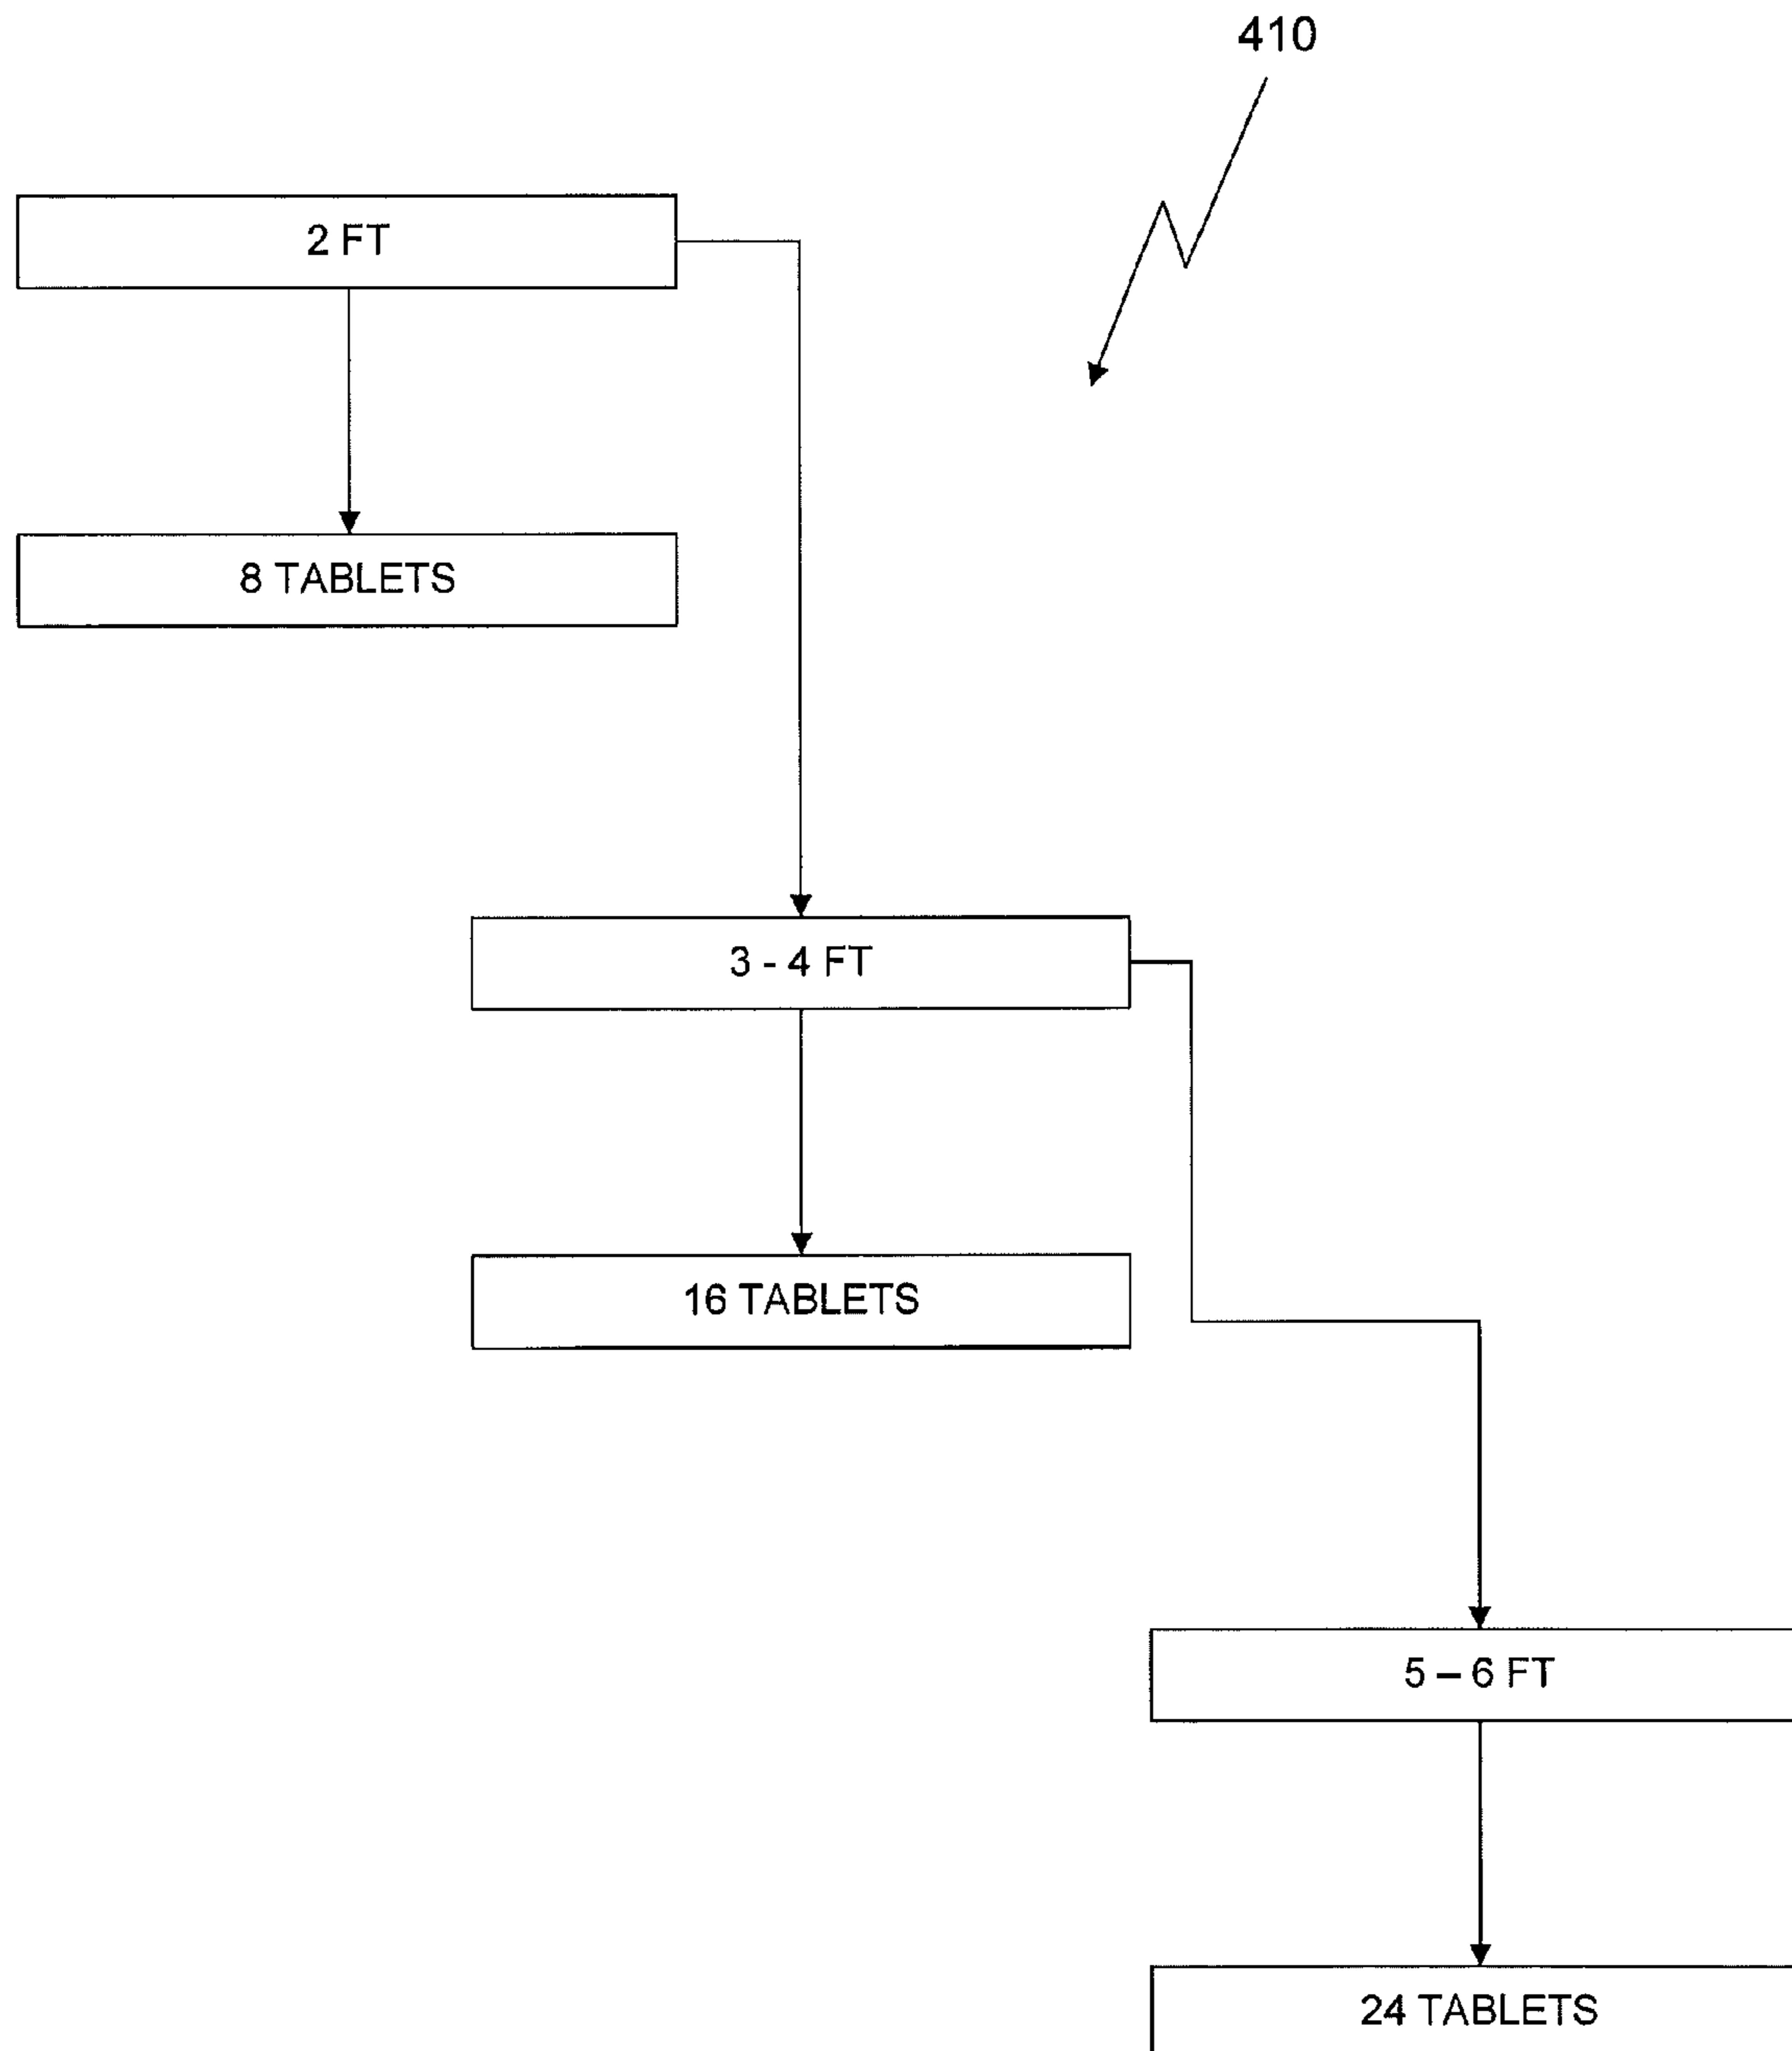 410
2 FT
8 TABLETS
3 - 4 FT
16 TABLETS
5 – 6 FT
24 TABLETS